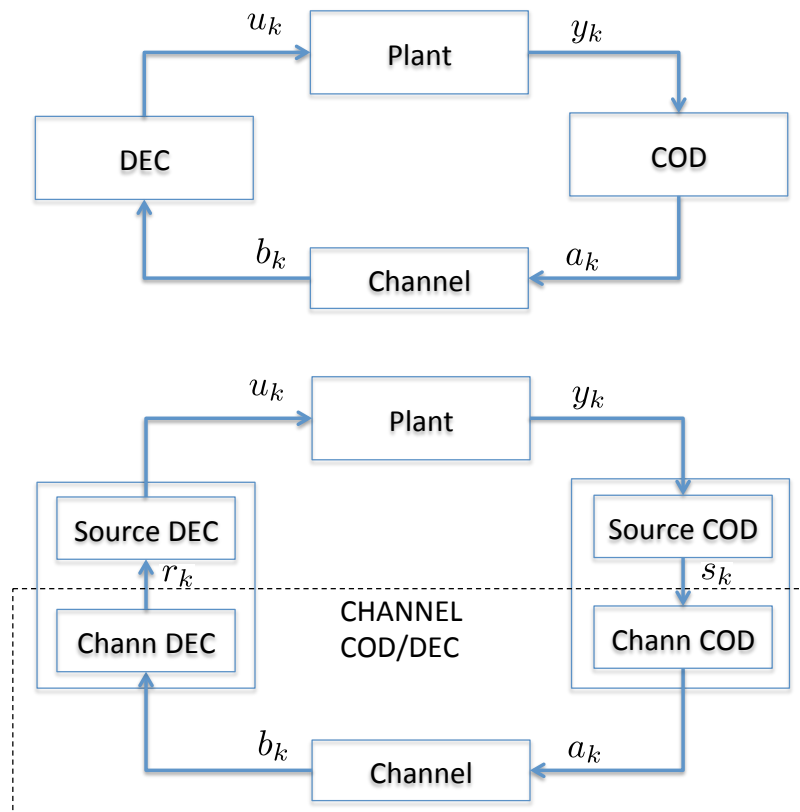 u_k
Plant
y_k
DEC
COD
b_k
Channel
a_k
u_k
Plant
y_k
Source DEC
Source COD
r_k
s_k
CHANNEL
COD/DEC
Chann DEC
Chann COD
b_k
Channel
a_k